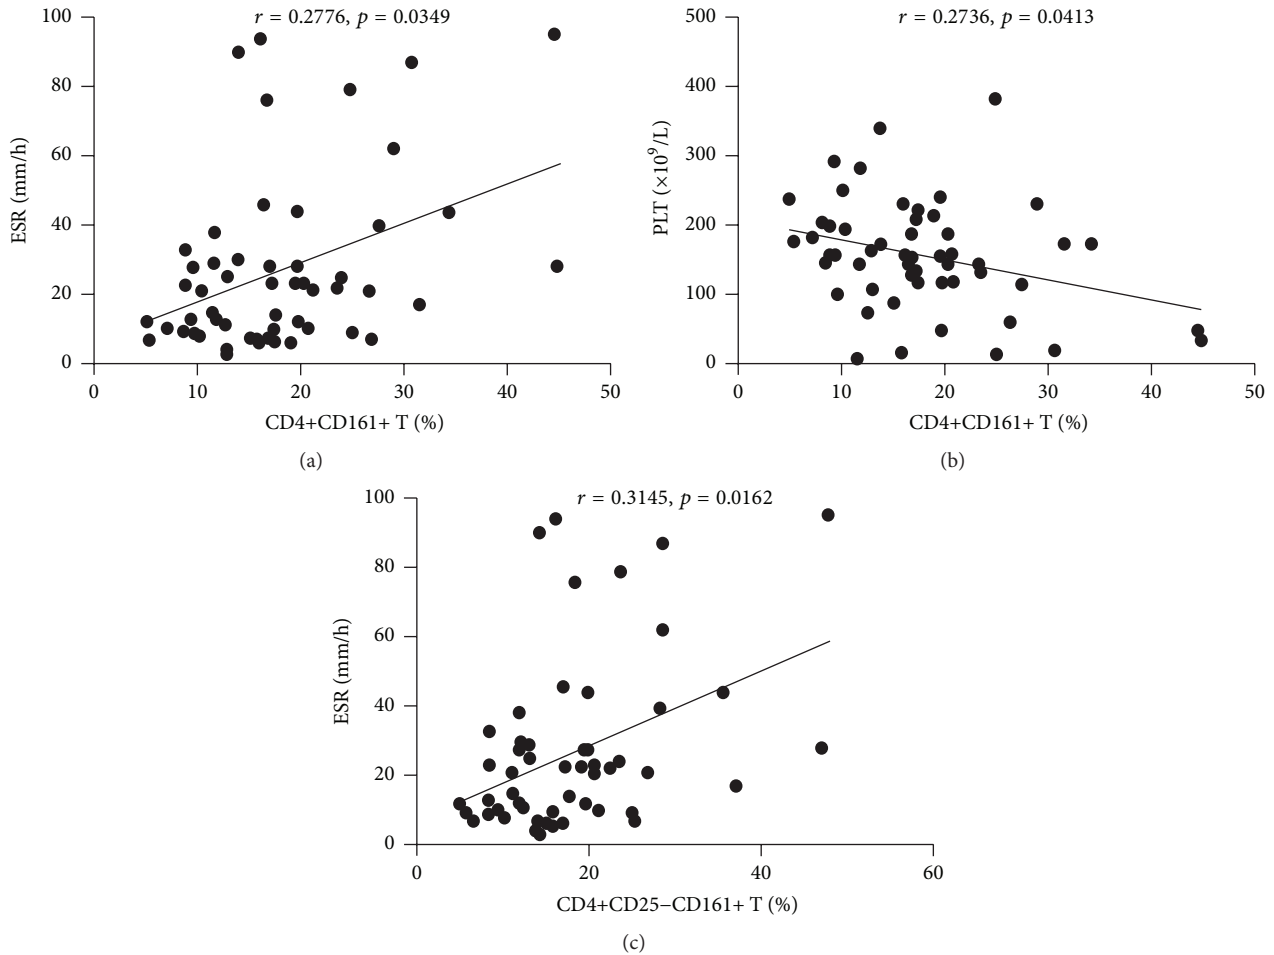 r = 0.2776, p = 0.0349
100
80
60
40
20
0
ESR (mm/h)
0 10 20 30 40 50
CD4+CD161+ T (%)
(a)
r = 0.2736, p = 0.0413
500
400
300
200
100
0
PLT (×10⁹/L)
0 10 20 30 40 50
CD4+CD161+ T (%)
(b)
r = 0.3145, p = 0.0162
100
80
60
40
20
0
ESR (mm/h)
0 20 40 60
CD4+CD25−CD161+ T (%)
(c)